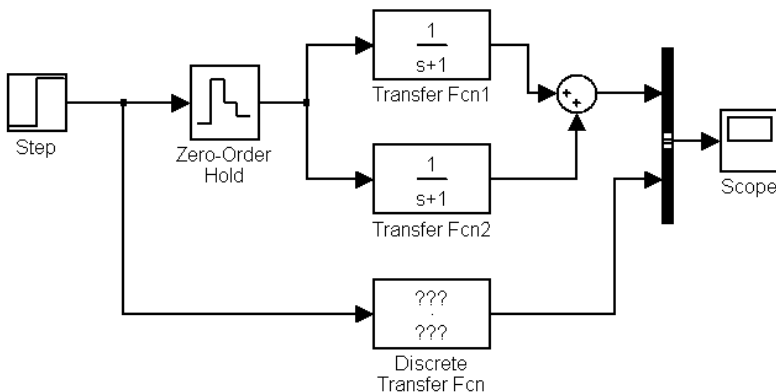 1
s+1
Transfer Fcn1
+
+
Step
Zero-Order
Hold
1
s+1
Transfer Fcn2
Scope
???
.
???
Discrete
Transfer Fcn